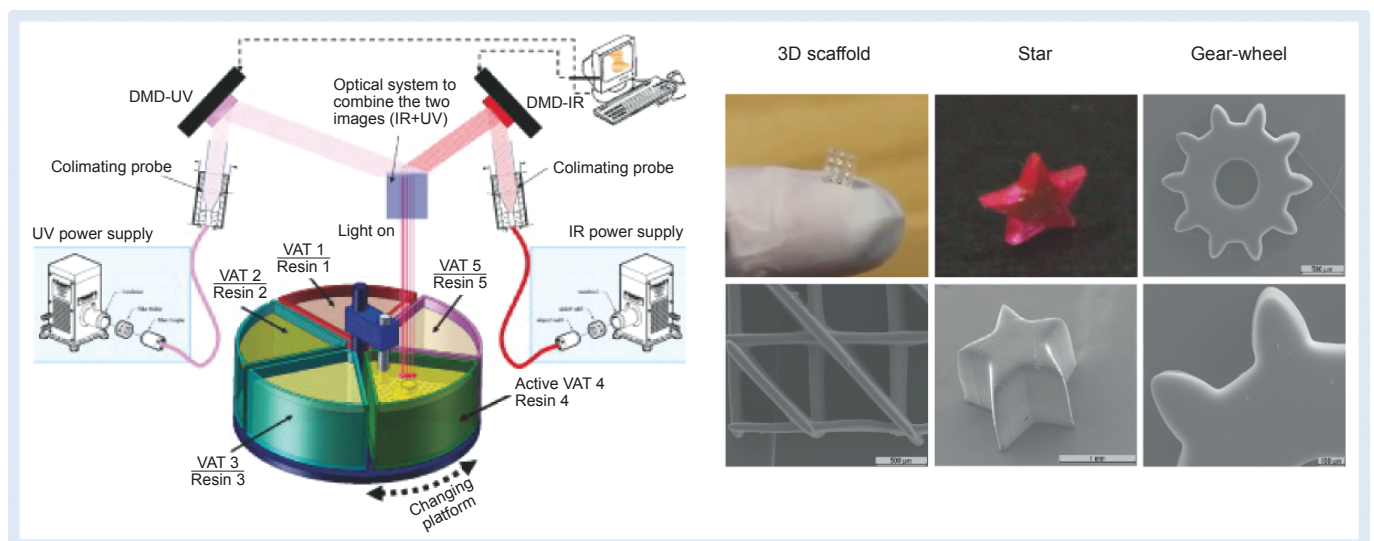 3D scaffold
Star
Gear-wheel
DMD-UV
Optical system to
combine the two
images (IR+UV)
DMD-IR
Colimating probe
Colimating probe
Light on
UV power supply
IR power supply
VAT 1
Resin 1
VAT 2
Resin 2
VAT 5
Resin 5
Active VAT 4
Resin 4
VAT 3
Resin 3
Changing
platform
500 µm
500 µm
1 mm
100 µm